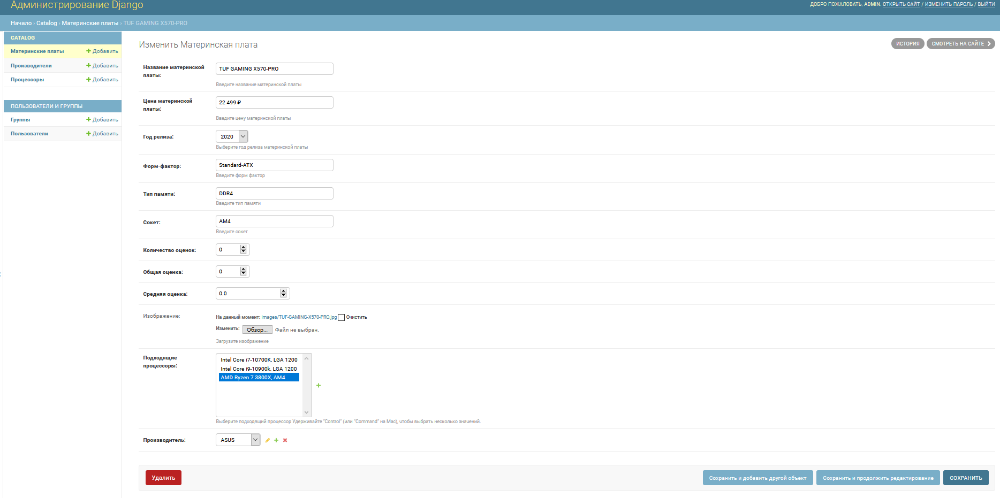 Администрирование Django
ДОБРО ПОЖАЛОВАТЬ, ADMIN. ОТКРЫТЬ САЙТ / ИЗМЕНИТЬ ПАРОЛЬ / ВЫЙТИ
Начало › Catalog › Материнские платы › TUF GAMING X570-PRO
CATALOG
Материнские платы + Добавить
Производители + Добавить
Процессоры + Добавить
ПОЛЬЗОВАТЕЛИ И ГРУППЫ
Группы + Добавить
Пользователи + Добавить
Изменить Материнская плата
ИСТОРИЯ
СМОТРЕТЬ НА САЙТЕ
Название материнской
платы:
TUF GAMING X570-PRO
Введите название материнской платы
Цена материнской
платы:
22 499 ₽
Введите цену материнской платы
Год релиза:
2020
Выберите год релиза материнской платы
Форм-фактор:
Standard-ATX
Введите форм фактор
Тип памяти:
DDR4
Введите тип памяти
Сокет:
AM4
Введите сокет
Количество оценок:
0
Общая оценка:
0
Средняя оценка:
0.0
Изображение:
На данный момент: images/TUF-GAMING-X570-PRO.jpg Очистить
Изменить: Обзор... Файл не выбран.
Загрузите изображение
Подходящие
процессоры:
Intel Core i7-10700K, LGA 1200
Intel Core i9-10900k, LGA 1200
AMD Ryzen 7 3800X, AM4
Выберите подходящий процессор Удерживайте "Control" (или "Command" на Mac), чтобы выбрать несколько значений.
Производитель:
ASUS
Удалить
Сохранить и добавить другой объект
Сохранить и продолжить редактирование
СОХРАНИТЬ